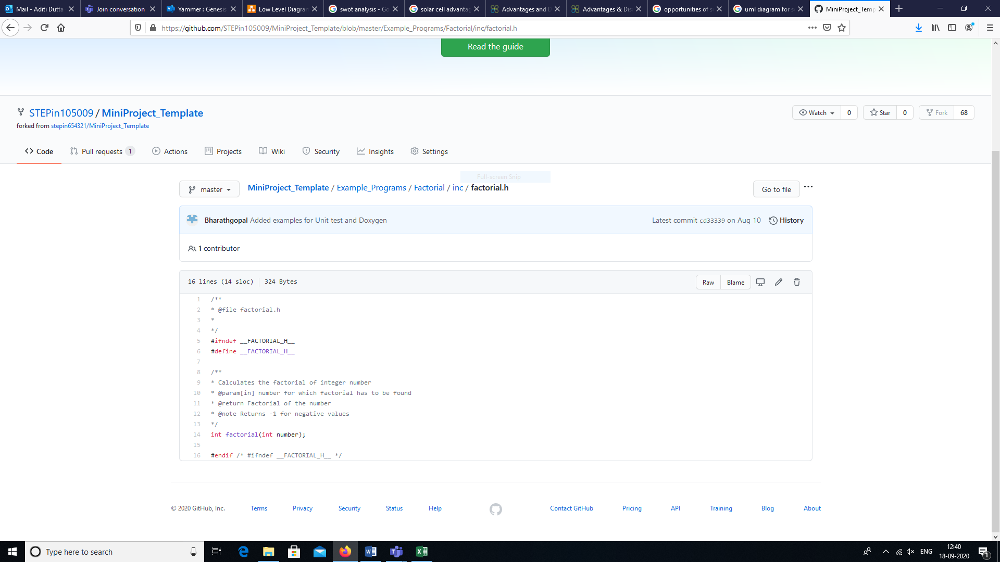 Mail - Aditi Dutta
Join conversation
Yammer : Genesis
Low Level Diagran
swot analysis - Go
solar cell advantag
Advantages and D
Advantages & Dis
opportunities of s
uml diagram for s
MiniProject_Temp
https://github.com/STEPin105009/MiniProject_Template/blob/master/Example_Programs/Factorial/inc/factorial.h
Read the guide
STEPin105009 / MiniProject_Template
Watch 0 Star 0 Fork 68
forked from stepin654321/MiniProject_Template
Code Pull requests 1 Actions Projects Wiki Security Insights Settings
Full-screen Snip
master MiniProject_Template / Example_Programs / Factorial / inc / factorial.h Go to file
Bharathgopal Added examples for Unit test and Doxygen Latest commit cd33339 on Aug 10 History
1 contributor
16 lines (14 sloc) 324 Bytes Raw Blame
1 /**
2 * @file factorial.h
3 *
4 */
5 #ifndef __FACTORIAL_H__
6 #define __FACTORIAL_H__
7
8 /**
9 * Calculates the factorial of integer number
10 * @param[in] number for which factorial has to be found
11 * @return Factorial of the number
12 * @note Returns -1 for negative values
13 */
14 int factorial(int number);
15
16 #endif /* #ifndef __FACTORIAL_H__ */
© 2020 GitHub, Inc. Terms Privacy Security Status Help Contact GitHub Pricing API Training Blog About
Type here to search
ENG
12:40
18-09-2020
1